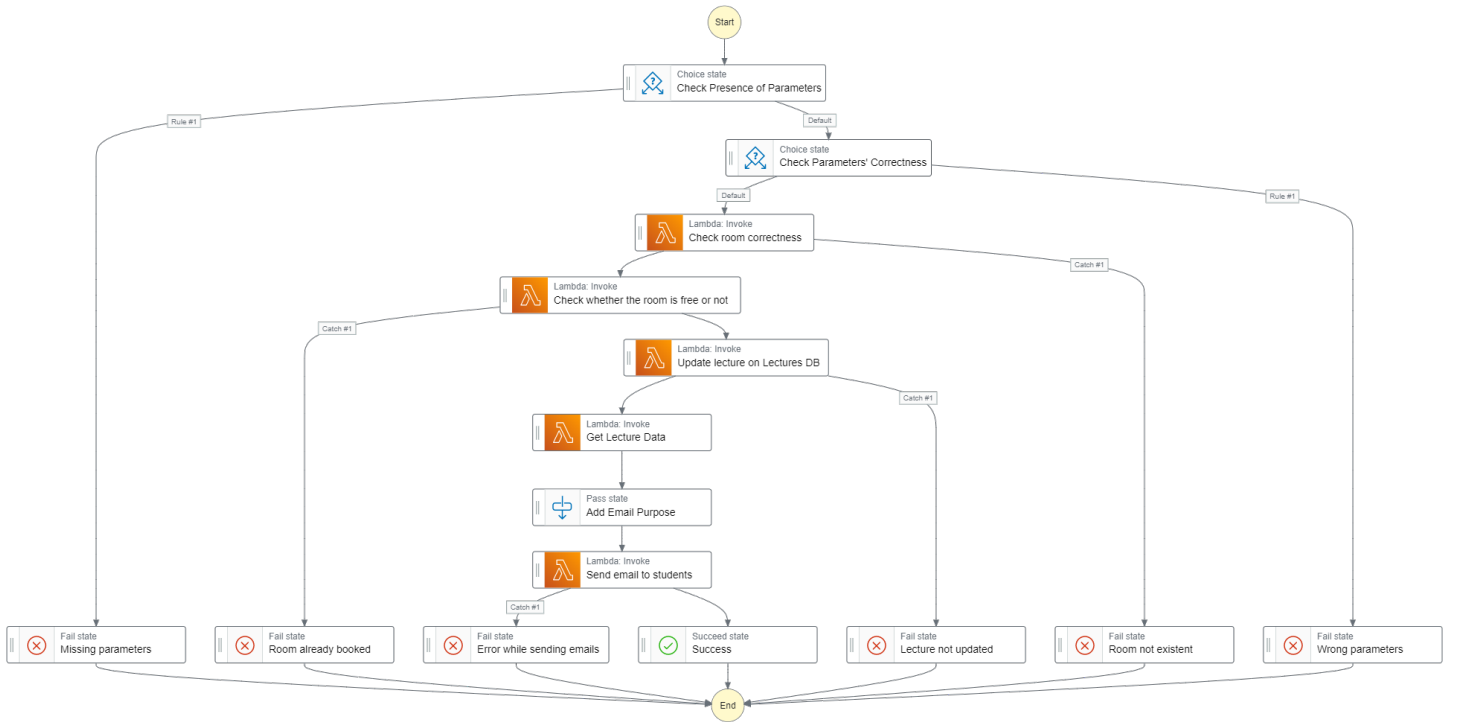 Start
Choice state
Check Presence of Parameters
Rule #1
Default
Choice state
Check Parameters' Correctness
Default
Rule #1
Lambda: Invoke
Check room correctness
Catch #1
Lambda: Invoke
Check whether the room is free or not
Catch #1
Lambda: Invoke
Update lecture on Lectures DB
Catch #1
Lambda: Invoke
Get Lecture Data
Pass state
Add Email Purpose
Lambda: Invoke
Send email to students
Catch #1
Fail state
Missing parameters
Fail state
Room already booked
Fail state
Error while sending emails
Succeed state
Success
Fail state
Lecture not updated
Fail state
Room not existent
Fail state
Wrong parameters
End